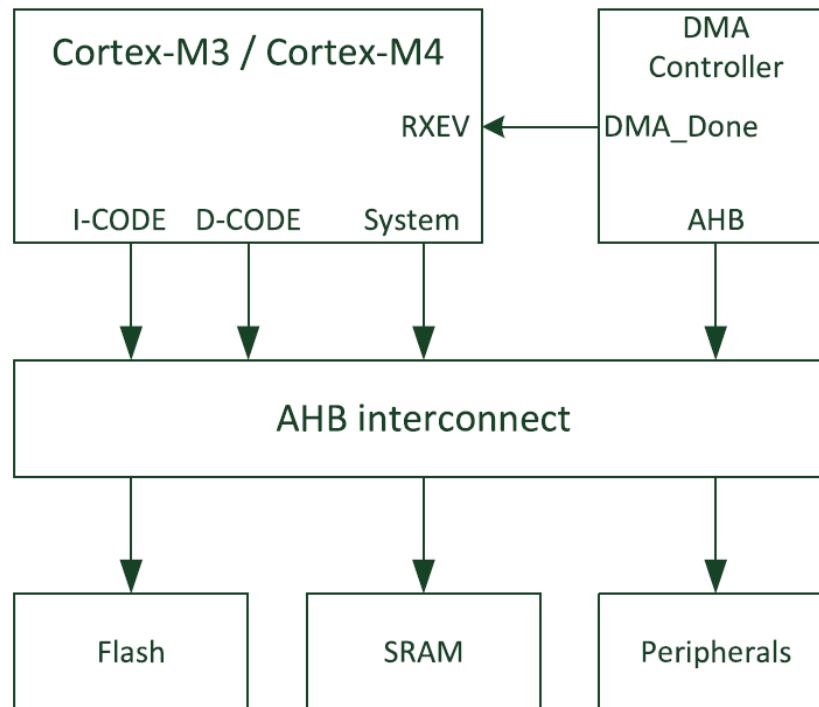 Cortex-M3 / Cortex-M4
DMA
Controller
RXEV
DMA_Done
I-CODE
D-CODE
System
AHB
AHB interconnect
Flash
SRAM
Peripherals